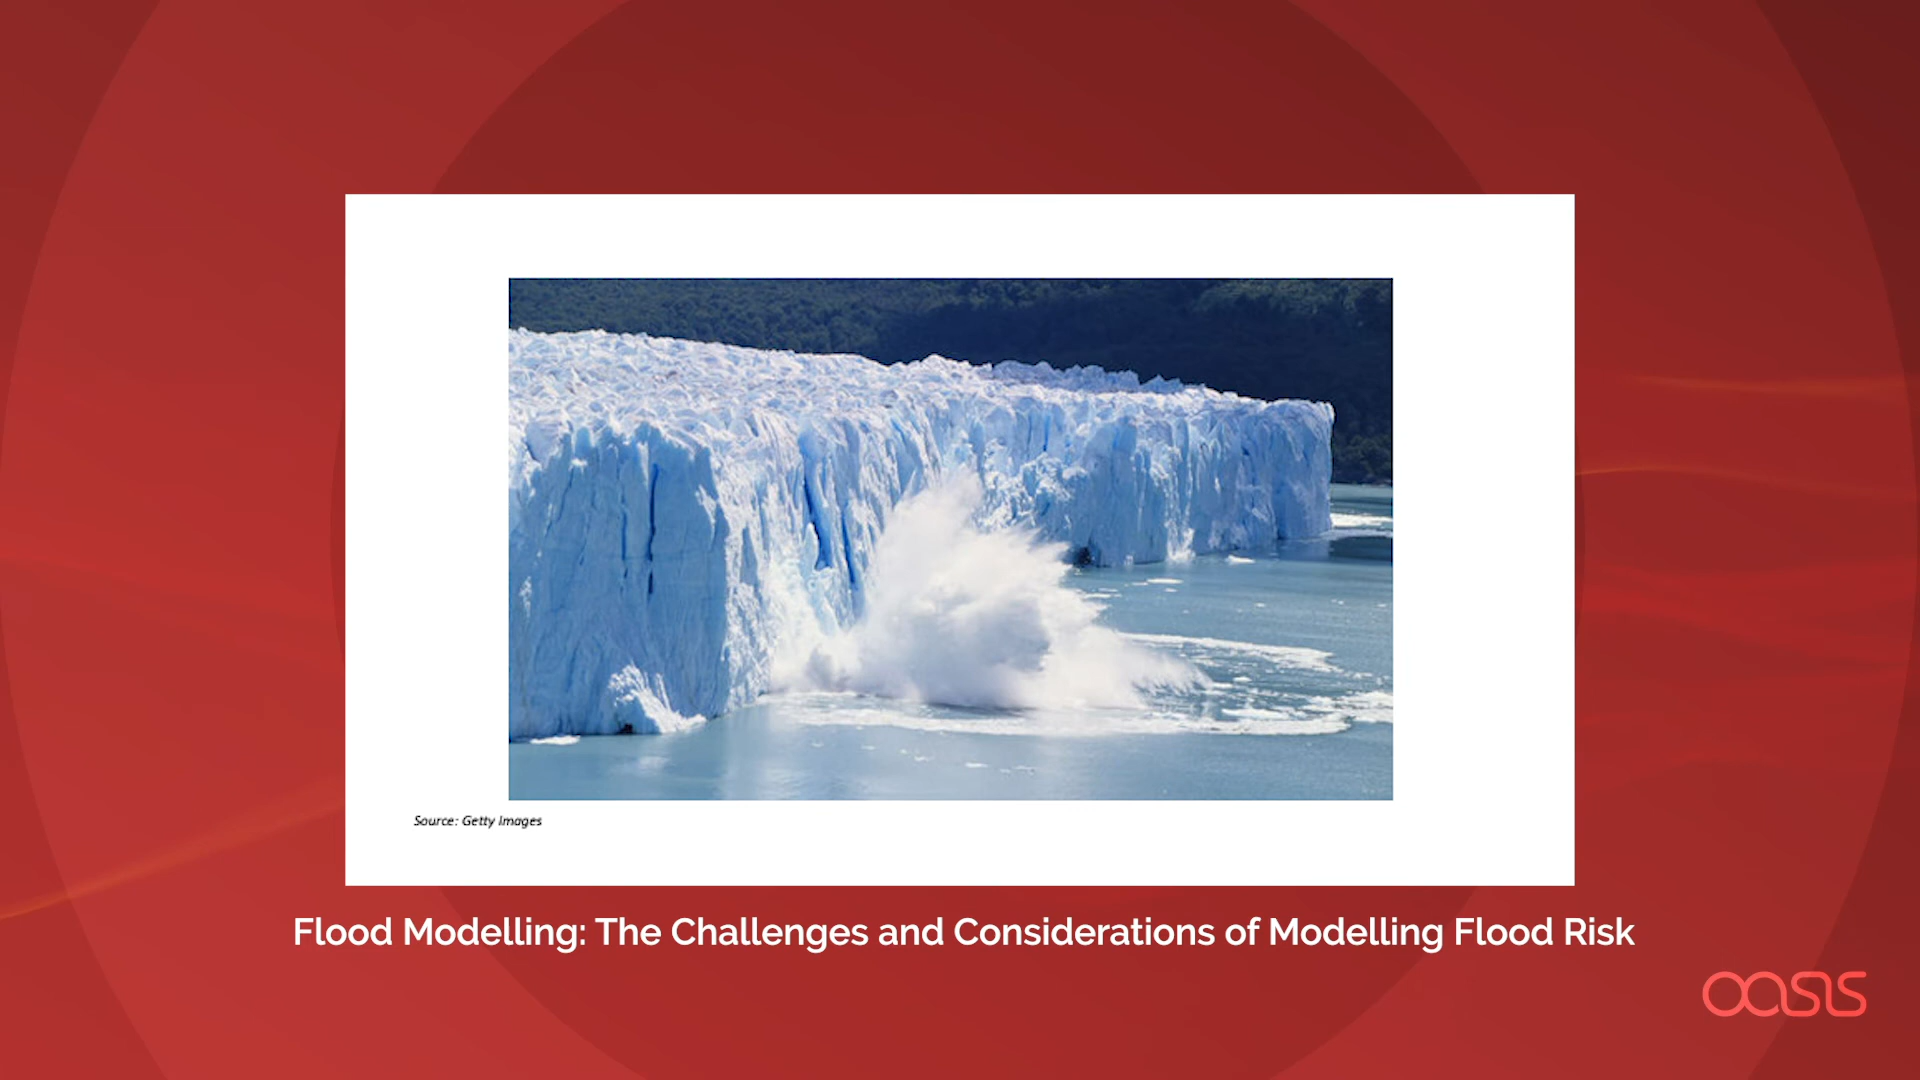 Source: Getty Images
Flood Modelling: The Challenges and Considerations of Modelling Flood Risk
OASIS